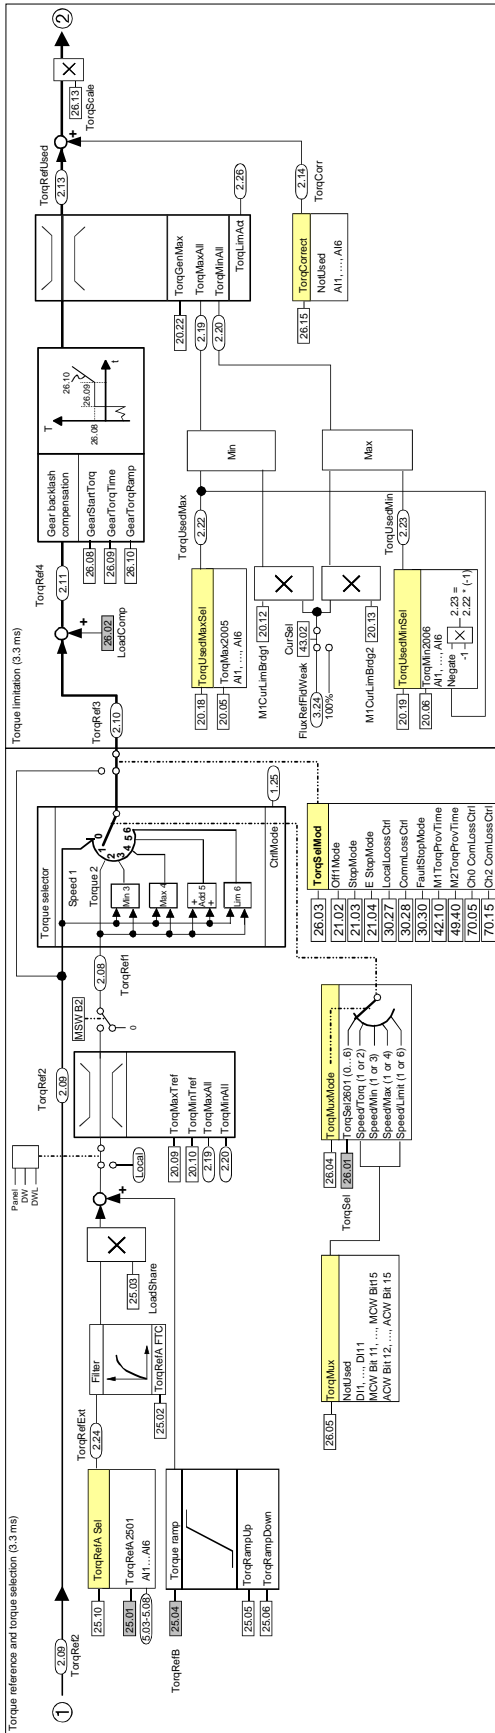 Torque reference and torque selection (3.3 ms)
1
2.09
TorqRef2
25.10
TorqRefA Sel
25.01
TorqRefA2501
5.03-5.08
AI1...AI6
TorqRefExt
2.24
Filter
25.02
TorqRefA FTC
TorqRefB
25.04
Torque ramp
25.05
TorqRampUp
25.06
TorqRampDown
25.03
LoadShare
+
Local
Panel
DW
DWL
TorqRef2
2.09
20.09
TorqMaxTref
20.10
TorqMinTref
2.19
TorqMaxAll
2.20
TorqMinAll
MSW B2
0
2.08
TorqRef1
Torque selector
Speed 1
Torque 2
0
1
2
3
4
5
6
Min 3
Max 4
+
Add 5
+
Lim 6
CtrlMode
1.25
26.05
TorqMux
NotUsed
DI1, ..., DI11
MCW Bit 11, ..., MCW Bit15
ACW Bit 12, ..., ACW Bit 15
26.04
TorqMuxMode
TorqSel
26.01
TorqSel2601 (0...6)
Speed/Torq (1 or 2)
Speed/Min (1 or 3)
Speed/Max (1 or 4)
Speed/Limit (1 or 6)
26.03
TorqSelMod
21.02
Off1Mode
21.03
StopMode
21.04
E StopMode
30.27
LocalLossCtrl
30.28
CommLossCtrl
30.30
FaultStopMode
42.10
M1TorqProvTime
49.40
M2TorqProvTime
70.05
Ch0 ComLossCtrl
70.15
Ch2 ComLossCtrl
Torque limitation (3.3 ms)
TorqRef3
2.10
+
26.02
LoadComp
TorqRef4
2.11
Gear backlash
compensation
26.08
GearStartTorq
26.09
GearTorqTime
26.10
GearTorqRamp
T
t
26.08
26.09
26.10
20.18
TorqUsedMaxSel
20.05
TorqMax2005
AI1, ..., AI6
TorqUsedMax
2.22
M1CurLimBrdg1
20.12
FluxRefFldWeak
3.24
100%
CurSel
43.02
M1CurLimBrdg2
20.13
20.19
TorqUsedMinSel
20.06
TorqMin2006
AI1, ..., AI6
Negate
-1
2.23 =
2.22 * (-1)
TorqUsedMin
2.23
Min
Max
20.22
TorqGenMax
2.19
TorqMaxAll
2.20
TorqMinAll
TorqLimAct
2.26
26.15
TorqCorrect
NotUsed
AI1, ..., AI6
2.14
TorqCorr
TorqRefUsed
2.13
+
26.13
TorqScale
2